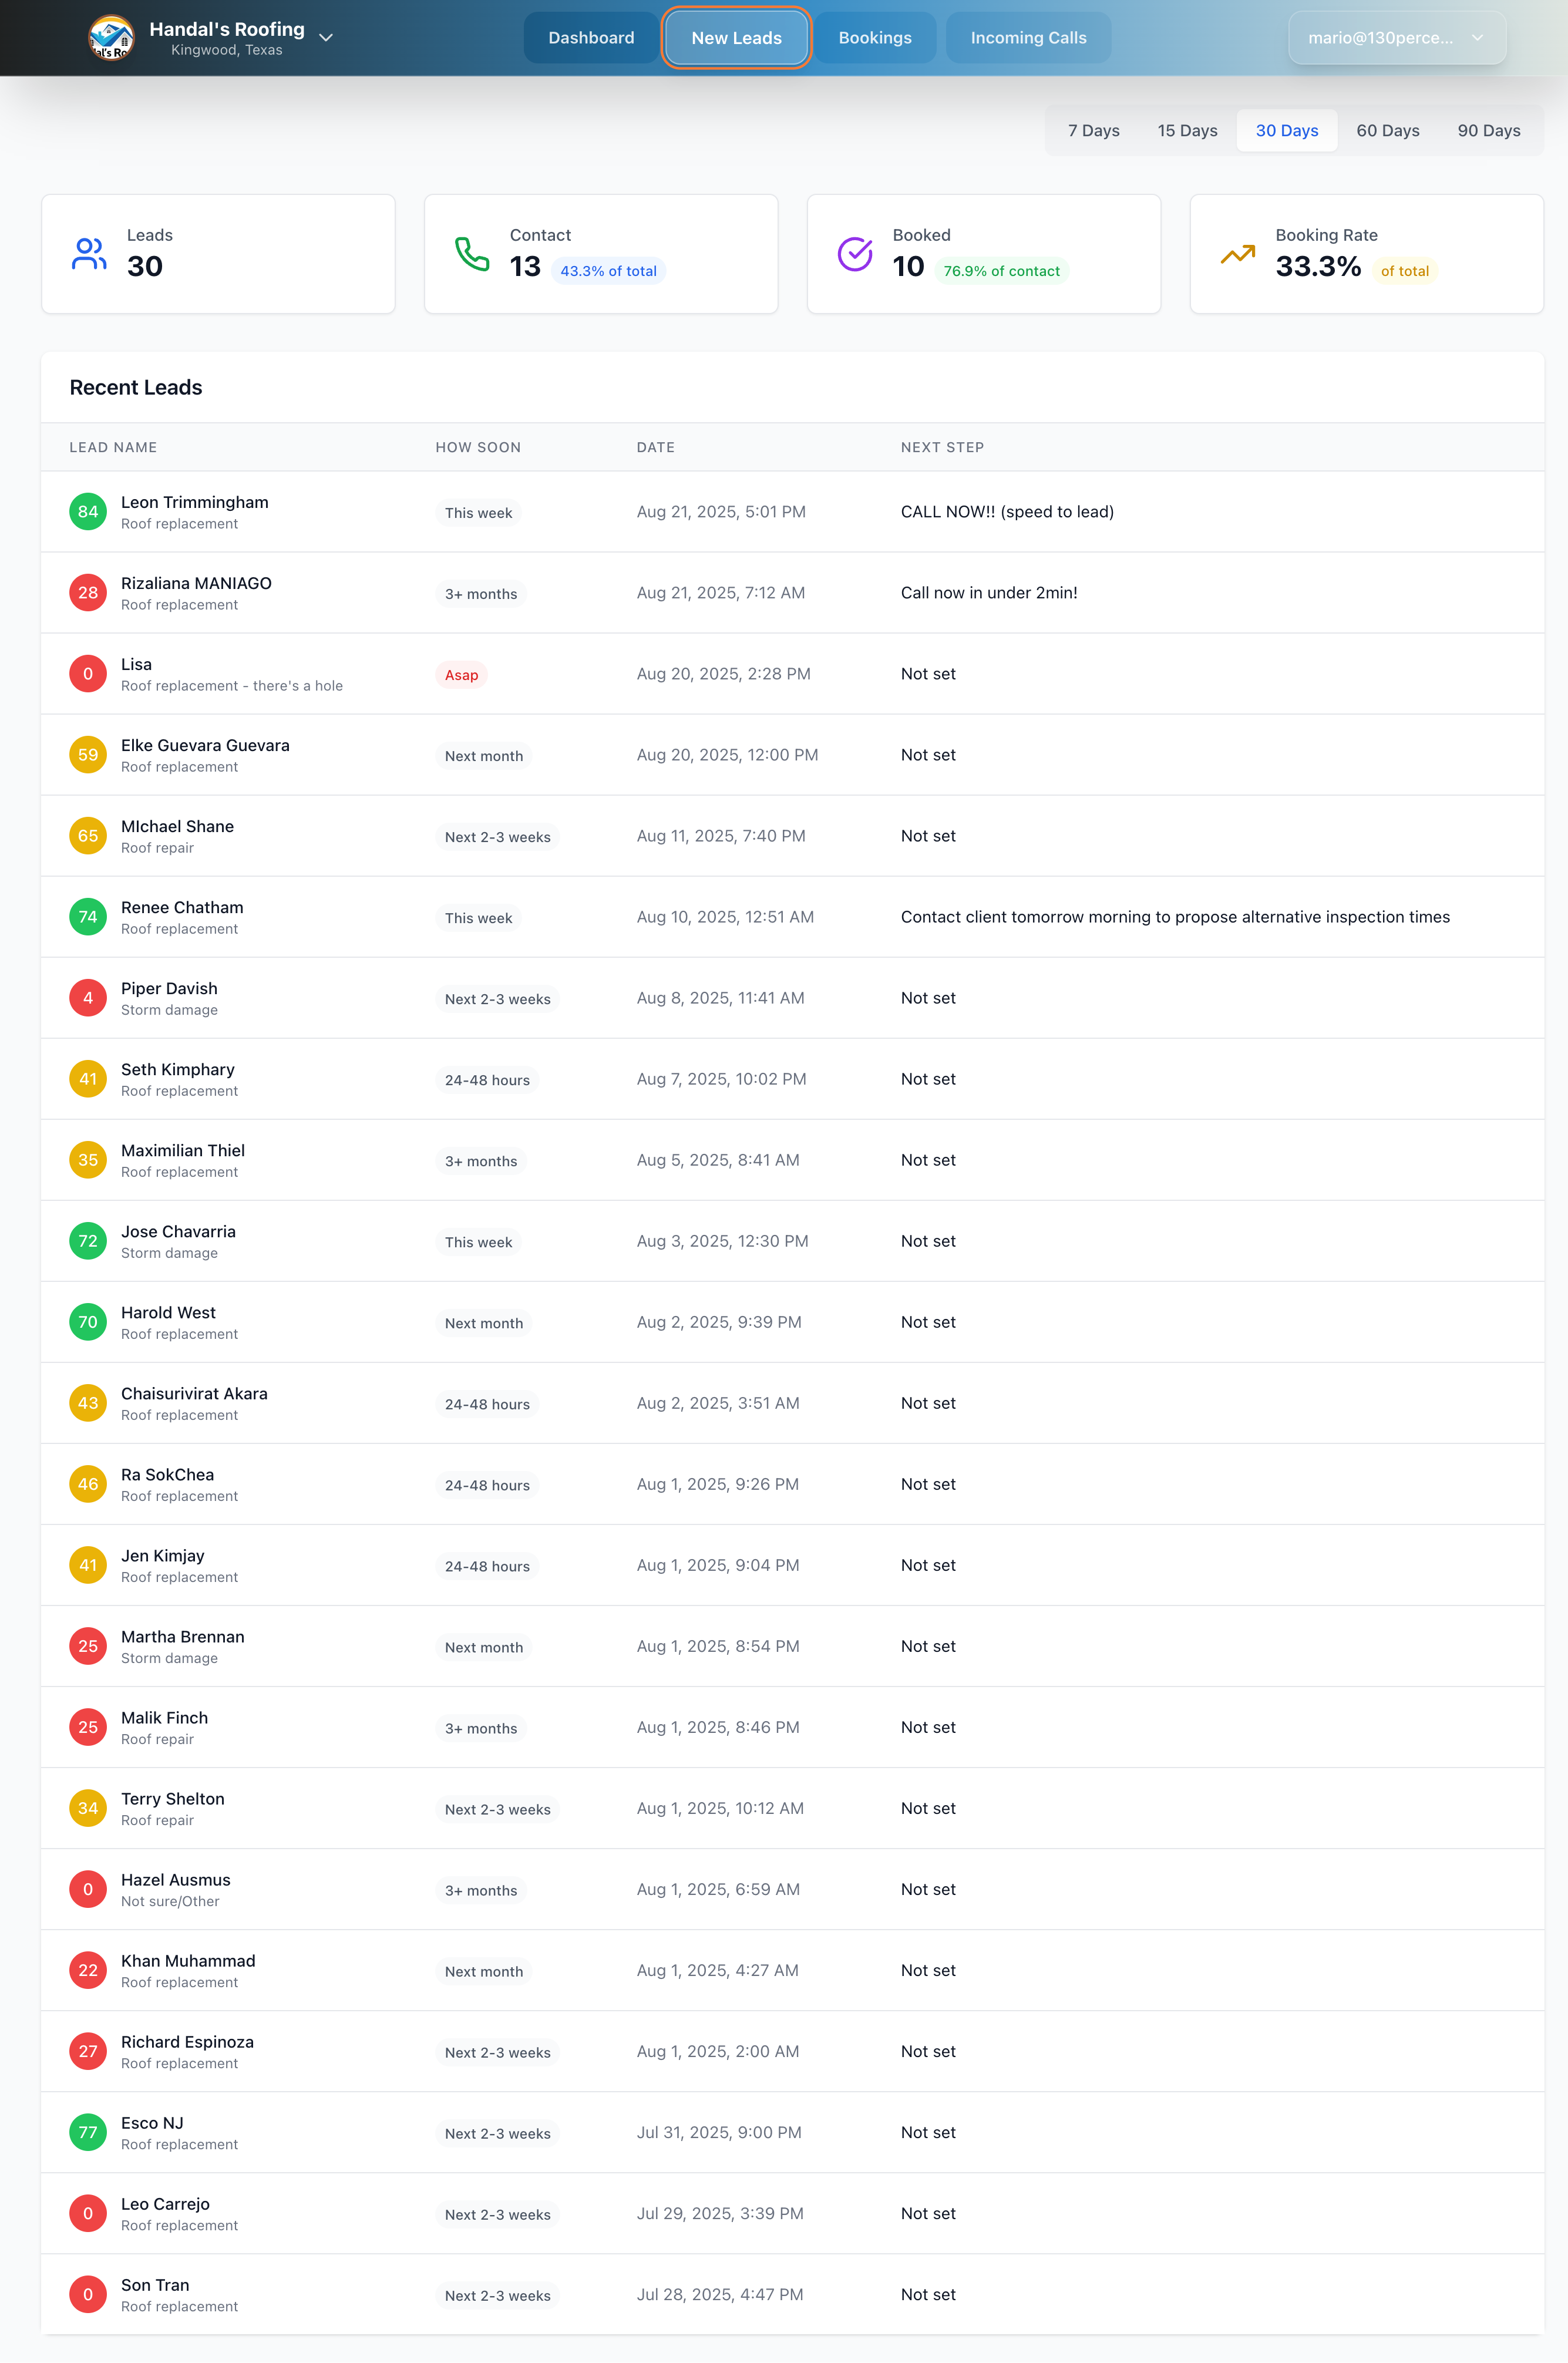 al's Ro
Handal's Roofing
Kingwood, Texas
Dashboard
New Leads
Bookings
Incoming Calls
mario@130perce...
7 Days
15 Days
30 Days
60 Days
90 Days
Leads
30
Contact
13 43.3% of total
Booked
10 76.9% of contact
Booking Rate
33.3% of total
Recent Leads
LEAD NAME HOW SOON DATE NEXT STEP
84 Leon Trimmingham This week Aug 21, 2025, 5:01 PM CALL NOW!! (speed to lead)
Roof replacement
28 Rizaliana MANIAGO 3+ months Aug 21, 2025, 7:12 AM Call now in under 2min!
Roof replacement
0 Lisa Asap Aug 20, 2025, 2:28 PM Not set
Roof replacement - there's a hole
59 Elke Guevara Guevara Next month Aug 20, 2025, 12:00 PM Not set
Roof replacement
65 MIchael Shane Next 2-3 weeks Aug 11, 2025, 7:40 PM Not set
Roof repair
74 Renee Chatham This week Aug 10, 2025, 12:51 AM Contact client tomorrow morning to propose alternative inspection times
Roof replacement
4 Piper Davish Next 2-3 weeks Aug 8, 2025, 11:41 AM Not set
Storm damage
41 Seth Kimphary 24-48 hours Aug 7, 2025, 10:02 PM Not set
Roof replacement
35 Maximilian Thiel 3+ months Aug 5, 2025, 8:41 AM Not set
Roof replacement
72 Jose Chavarria This week Aug 3, 2025, 12:30 PM Not set
Storm damage
70 Harold West Next month Aug 2, 2025, 9:39 PM Not set
Roof replacement
43 Chaisurivirat Akara 24-48 hours Aug 2, 2025, 3:51 AM Not set
Roof replacement
46 Ra SokChea 24-48 hours Aug 1, 2025, 9:26 PM Not set
Roof replacement
41 Jen Kimjay 24-48 hours Aug 1, 2025, 9:04 PM Not set
Roof replacement
25 Martha Brennan Next month Aug 1, 2025, 8:54 PM Not set
Storm damage
25 Malik Finch 3+ months Aug 1, 2025, 8:46 PM Not set
Roof repair
34 Terry Shelton Next 2-3 weeks Aug 1, 2025, 10:12 AM Not set
Roof repair
0 Hazel Ausmus 3+ months Aug 1, 2025, 6:59 AM Not set
Not sure/Other
22 Khan Muhammad Next month Aug 1, 2025, 4:27 AM Not set
Roof replacement
27 Richard Espinoza Next 2-3 weeks Aug 1, 2025, 2:00 AM Not set
Roof replacement
77 Esco NJ Next 2-3 weeks Jul 31, 2025, 9:00 PM Not set
Roof replacement
0 Leo Carrejo Next 2-3 weeks Jul 29, 2025, 3:39 PM Not set
Roof replacement
0 Son Tran Next 2-3 weeks Jul 28, 2025, 4:47 PM Not set
Roof replacement